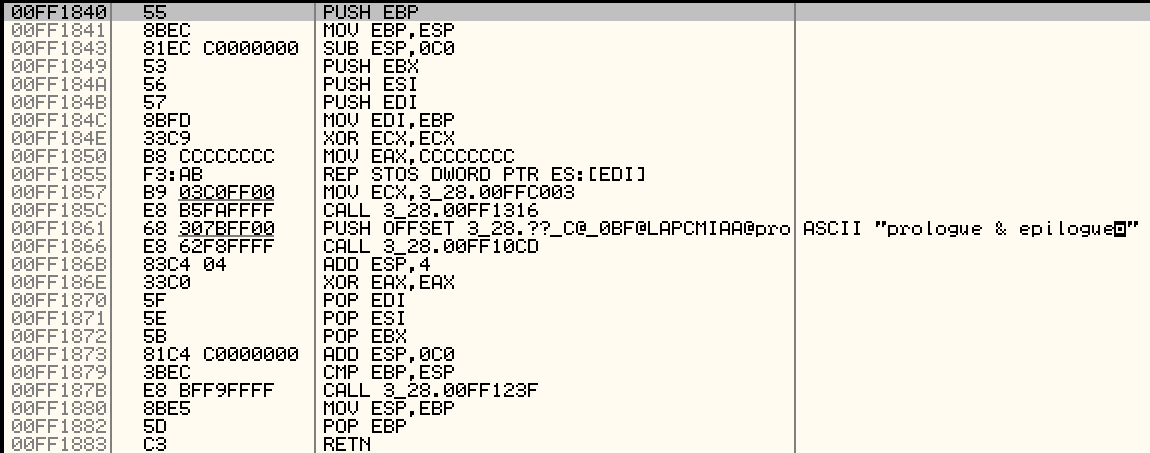 00FF1840 55 PUSH EBP
00FF1841 8BEC MOV EBP,ESP
00FF1843 81EC C0000000 SUB ESP,0C0
00FF1849 53 PUSH EBX
00FF184A 56 PUSH ESI
00FF184B 57 PUSH EDI
00FF184C 8BFD MOV EDI,EBP
00FF184E 33C9 XOR ECX,ECX
00FF1850 B8 CCCCCCCC MOV EAX,CCCCCCCC
00FF1855 F3:AB REP STOS DWORD PTR ES:[EDI]
00FF1857 B9 03C0FF00 MOV ECX,3_28.00FFC003
00FF185C E8 B5FAFFFF CALL 3_28.00FF1316
00FF1861 68 307BFF00 PUSH OFFSET 3_28.??_C@_0BF@LAPCMIAA@pro ASCII "prologue & epilogue"
00FF1866 E8 62F8FFFF CALL 3_28.00FF10CD
00FF186B 83C4 04 ADD ESP,4
00FF186E 33C0 XOR EAX,EAX
00FF1870 5F POP EDI
00FF1871 5E POP ESI
00FF1872 5B POP EBX
00FF1873 81C4 C0000000 ADD ESP,0C0
00FF1879 3BEC CMP EBP,ESP
00FF187B E8 BFF9FFFF CALL 3_28.00FF123F
00FF1880 8BE5 MOV ESP,EBP
00FF1882 5D POP EBP
00FF1883 C3 RETN